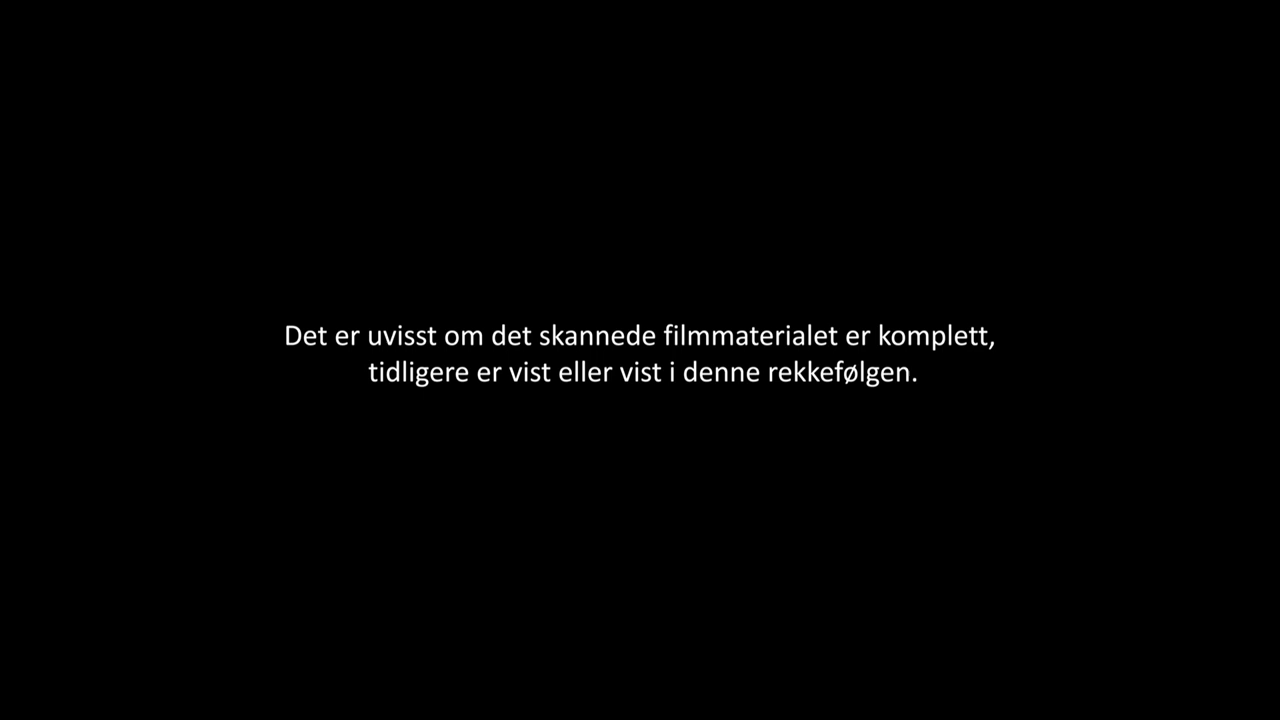 Det er uvisst om det skannede filmmaterialet er komplett,
tidligere er vist eller vist i denne rekkefølgen.